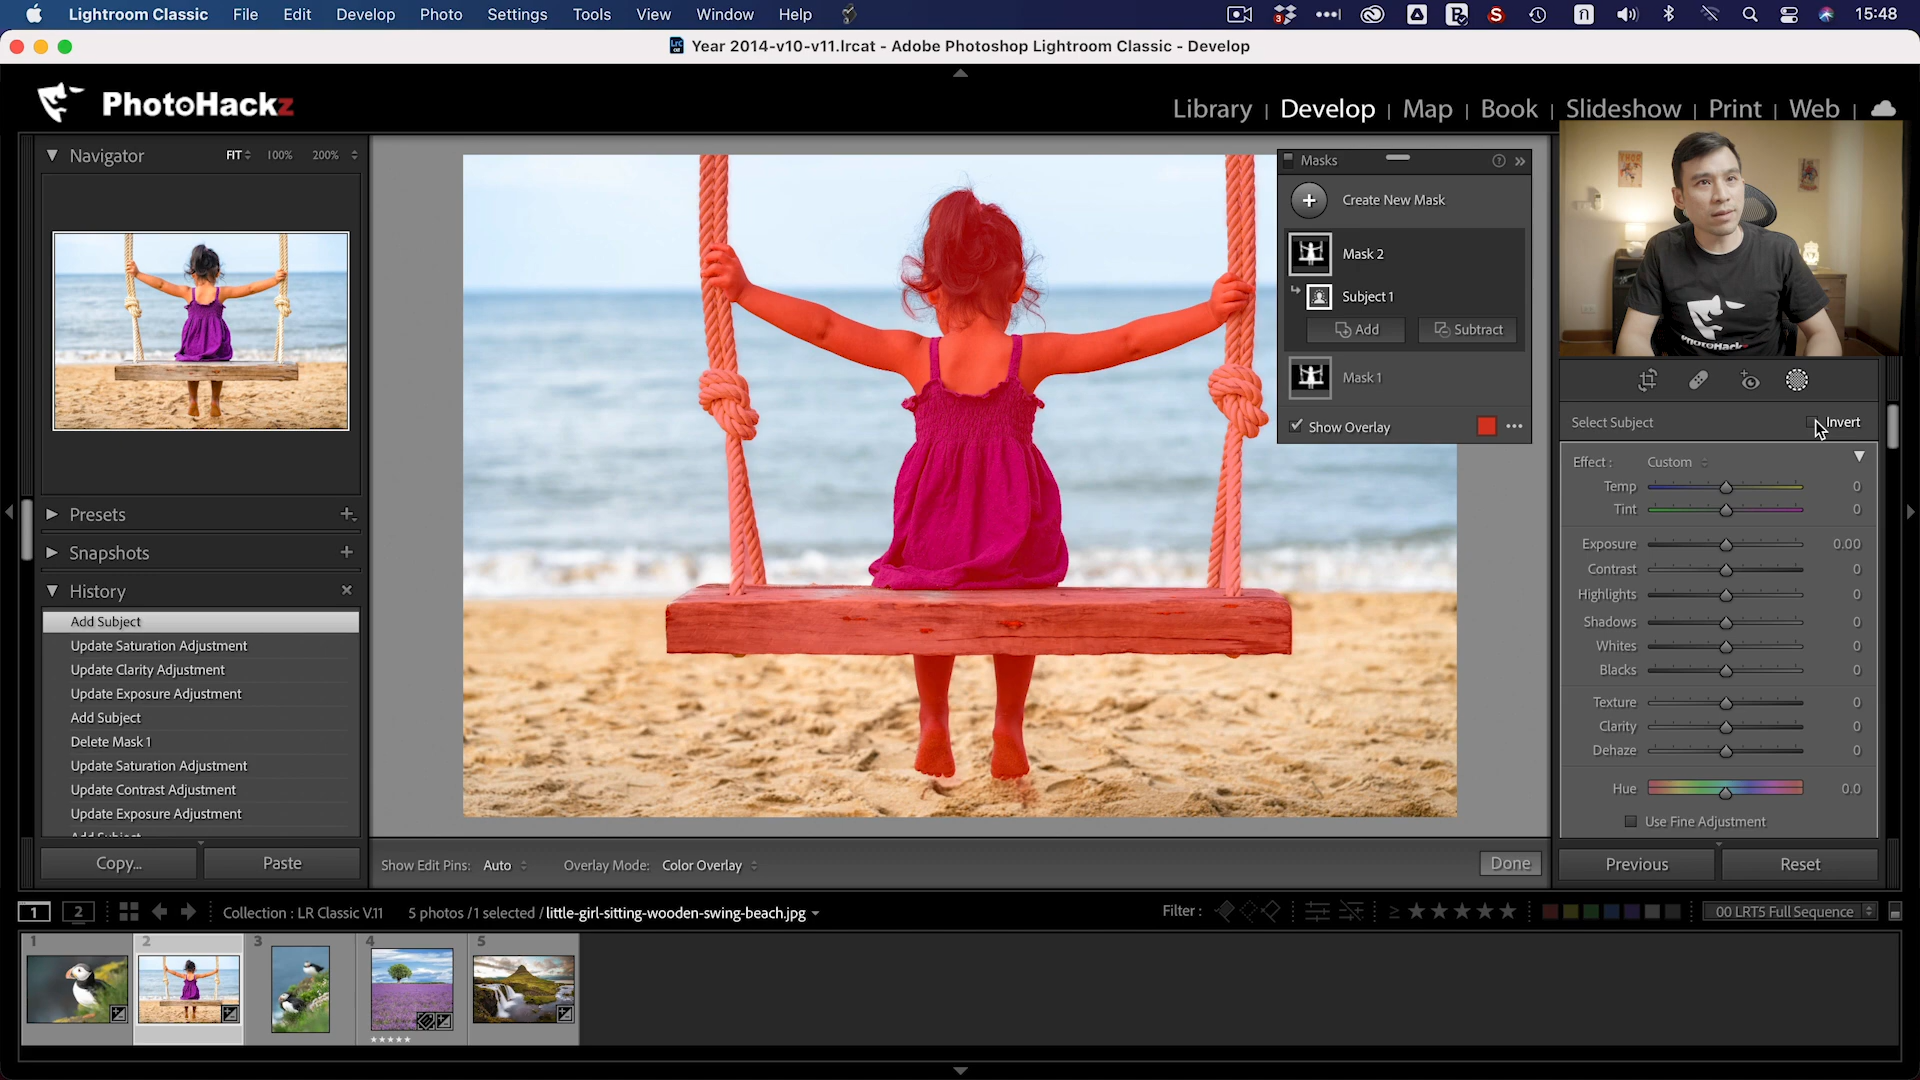 Lightroom Classic File Edit Develop Photo Settings Tools View Window Help 3 S 15:48
Year 2014-v10-v11.lrcat - Adobe Photoshop Lightroom Classic - Develop
PhotoHackz
Library | Develop | Map | Book | Slideshow | Print | Web |
Navigator FIT 100% 200%
Masks
Create New Mask
Mask 2
Subject 1
Add Subtract
Mask 1
Show Overlay
PhotoHackz
Select Subject Invert
Effect : Custom
Temp 0
Tint 0
Exposure 0.00
Contrast 0
Highlights 0
Shadows 0
Whites 0
Blacks 0
Texture 0
Clarity 0
Dehaze 0
Hue 0.0
Use Fine Adjustment
Previous Reset
Presets
Snapshots
History
Add Subject
Update Saturation Adjustment
Update Clarity Adjustment
Update Exposure Adjustment
Add Subject
Delete Mask 1
Update Saturation Adjustment
Update Contrast Adjustment
Update Exposure Adjustment
Add Subject
Copy... Paste
Show Edit Pins: Auto Overlay Mode: Color Overlay Done
1 2 Collection : LR Classic V.11 5 photos / 1 selected / little-girl-sitting-wooden-swing-beach.jpg Filter : 00 LRT5 Full Sequence
1 2 3 4 5